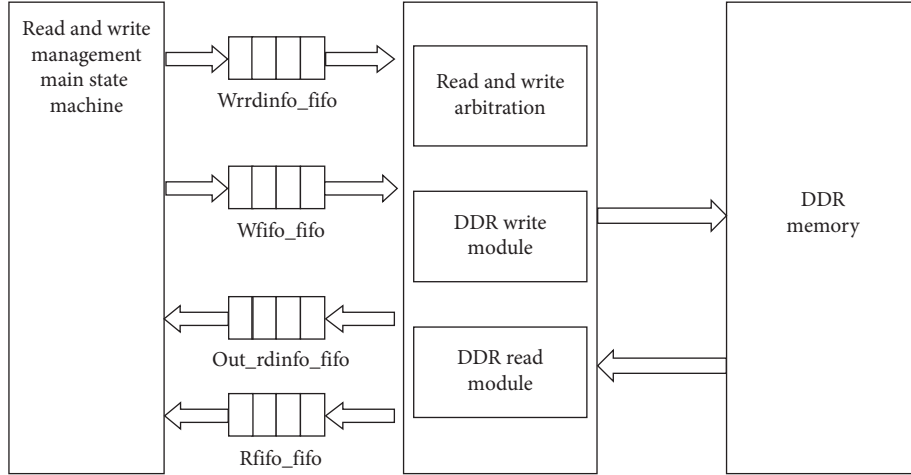 Read and write
management
main state
machine
Wrrdinfo_fifo
Wfifo_fifo
Out_rdinfo_fifo
Rfifo_fifo
Read and write
arbitration
DDR write
module
DDR read
module
DDR
memory